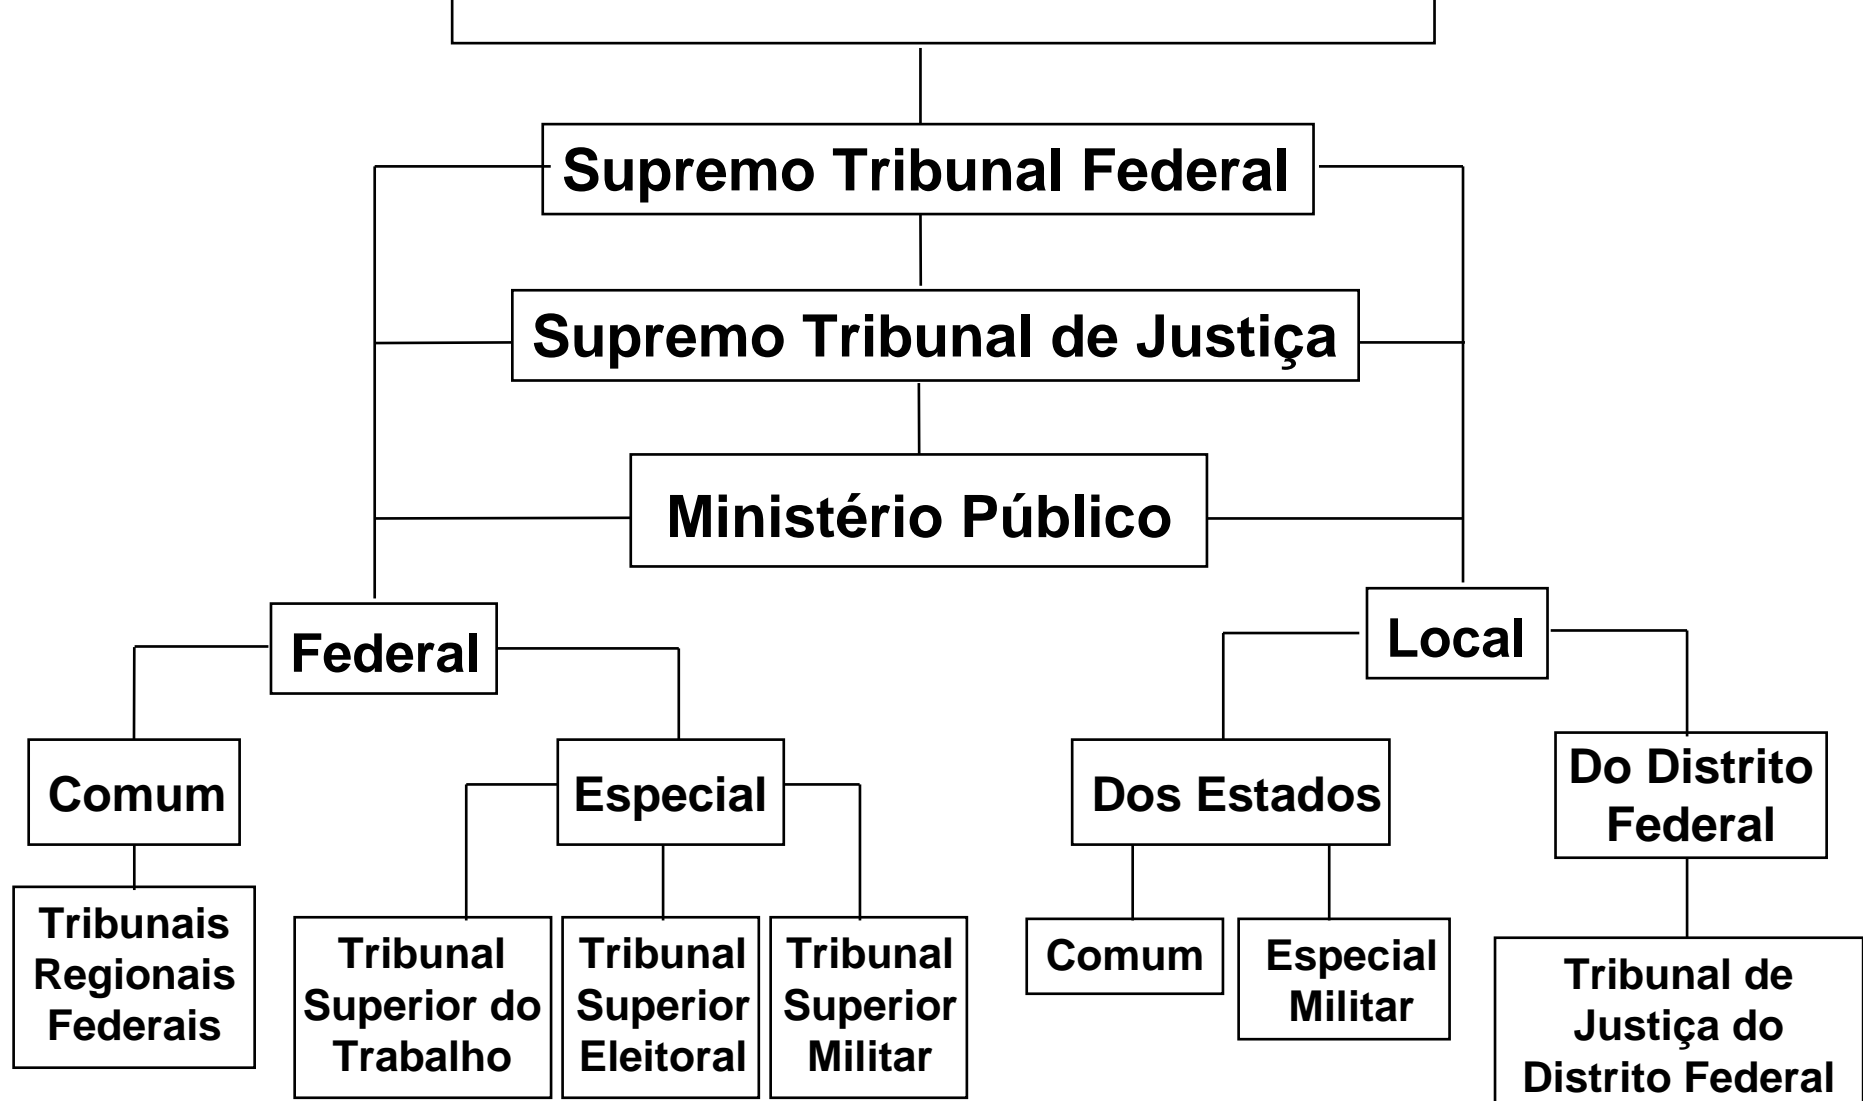 Supremo Tribunal Federal
Supremo Tribunal de Justiça
Ministério Público
Federal
Local
Comum
Especial
Dos Estados
Do Distrito
Federal
Tribunais
Regionais
Federais
Tribunal
Superior do
Trabalho
Tribunal
Superior
Eleitoral
Tribunal
Superior
Militar
Comum
Especial
Militar
Tribunal de
Justiça do
Distrito Federal